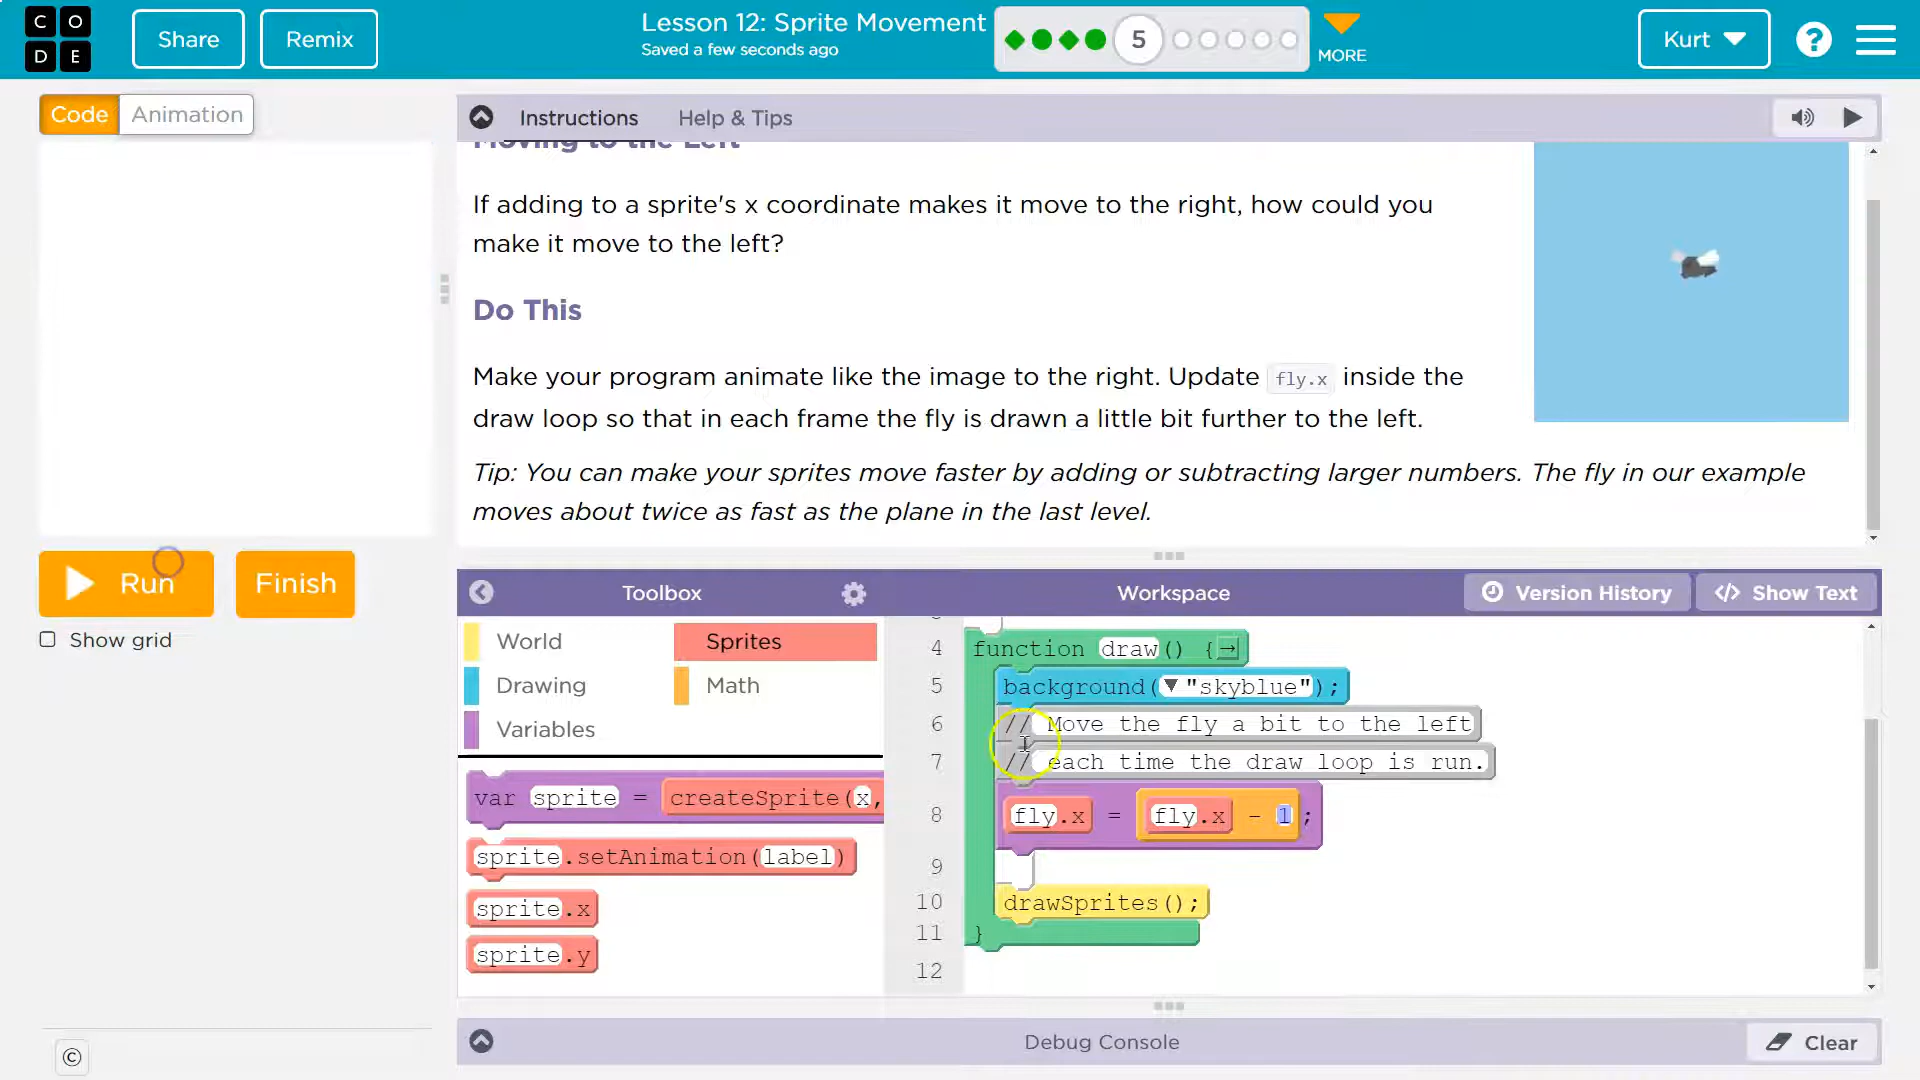 C O D E
Share
Remix
Lesson 12: Sprite Movement
Saved a few seconds ago
5
MORE
Kurt
?
Code
Animation
Instructions
Help & Tips
Moving to the Left
If adding to a sprite's x coordinate makes it move to the right, how could you
make it move to the left?
Do This
Make your program animate like the image to the right. Update fly.x inside the
draw loop so that in each frame the fly is drawn a little bit further to the left.
Tip: You can make your sprites move faster by adding or subtracting larger numbers. The fly in our example
moves about twice as fast as the plane in the last level.
Run
Finish
Show grid
Toolbox
Workspace
Version History
</> Show Text
World
Sprites
Drawing
Math
Variables
var sprite = createSprite(x,
sprite.setAnimation(label)
sprite.x
sprite.y
4 function draw() {
5 background("skyblue");
6 // Move the fly a bit to the left
7 // each time the draw loop is run.
8 fly.x = fly.x - 1;
9
10 drawSprites();
11 }
12
Debug Console
Clear
©